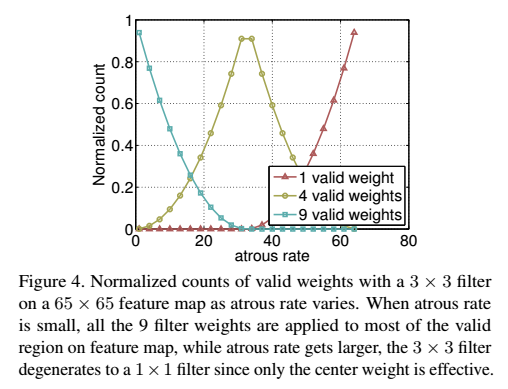 1
0.8
0.6
0.4
0.2
0
0 20 40 60 80
Normalized count
atrous rate
1 valid weight
4 valid weights
9 valid weights
Figure 4. Normalized counts of valid weights with a 3 × 3 filter
on a 65 × 65 feature map as atrous rate varies. When atrous rate
is small, all the 9 filter weights are applied to most of the valid
region on feature map, while atrous rate gets larger, the 3 × 3 filter
degenerates to a 1 × 1 filter since only the center weight is effective.